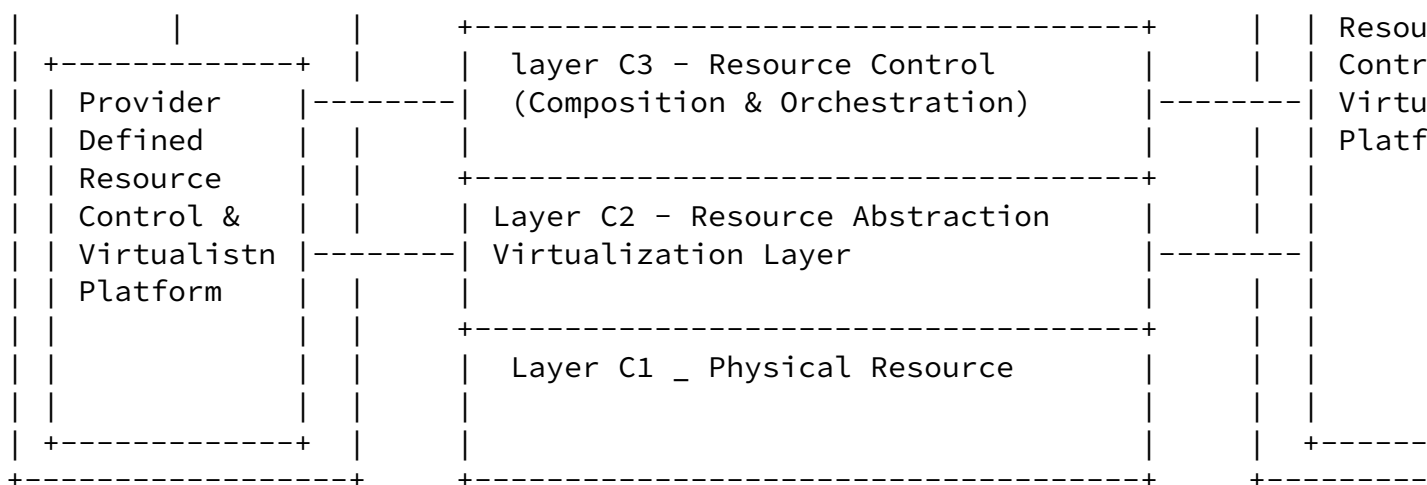 Resou
layer C3 - Resource Control Contr
Provider (Composition & Orchestration) Virtu
Defined Platf
Resource
Control & Layer C2 - Resource Abstraction
Virtualistn Virtualization Layer
Platform
Layer C1 _ Physical Resource